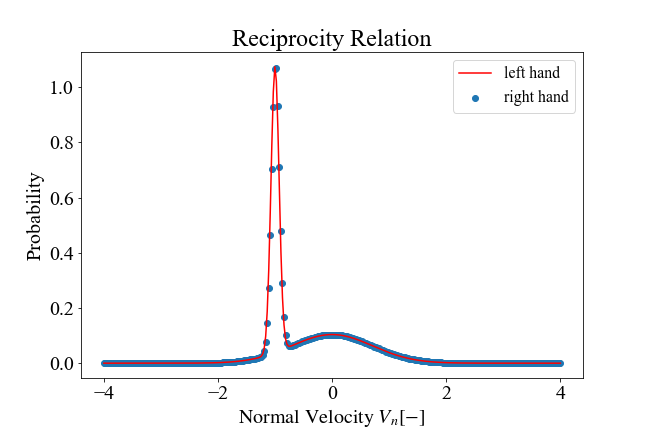 Reciprocity Relation
left hand
right hand
Probability
1.0
0.8
0.6
0.4
0.2
0.0
−4
−2
0
2
4
Normal Velocity Vn[−]